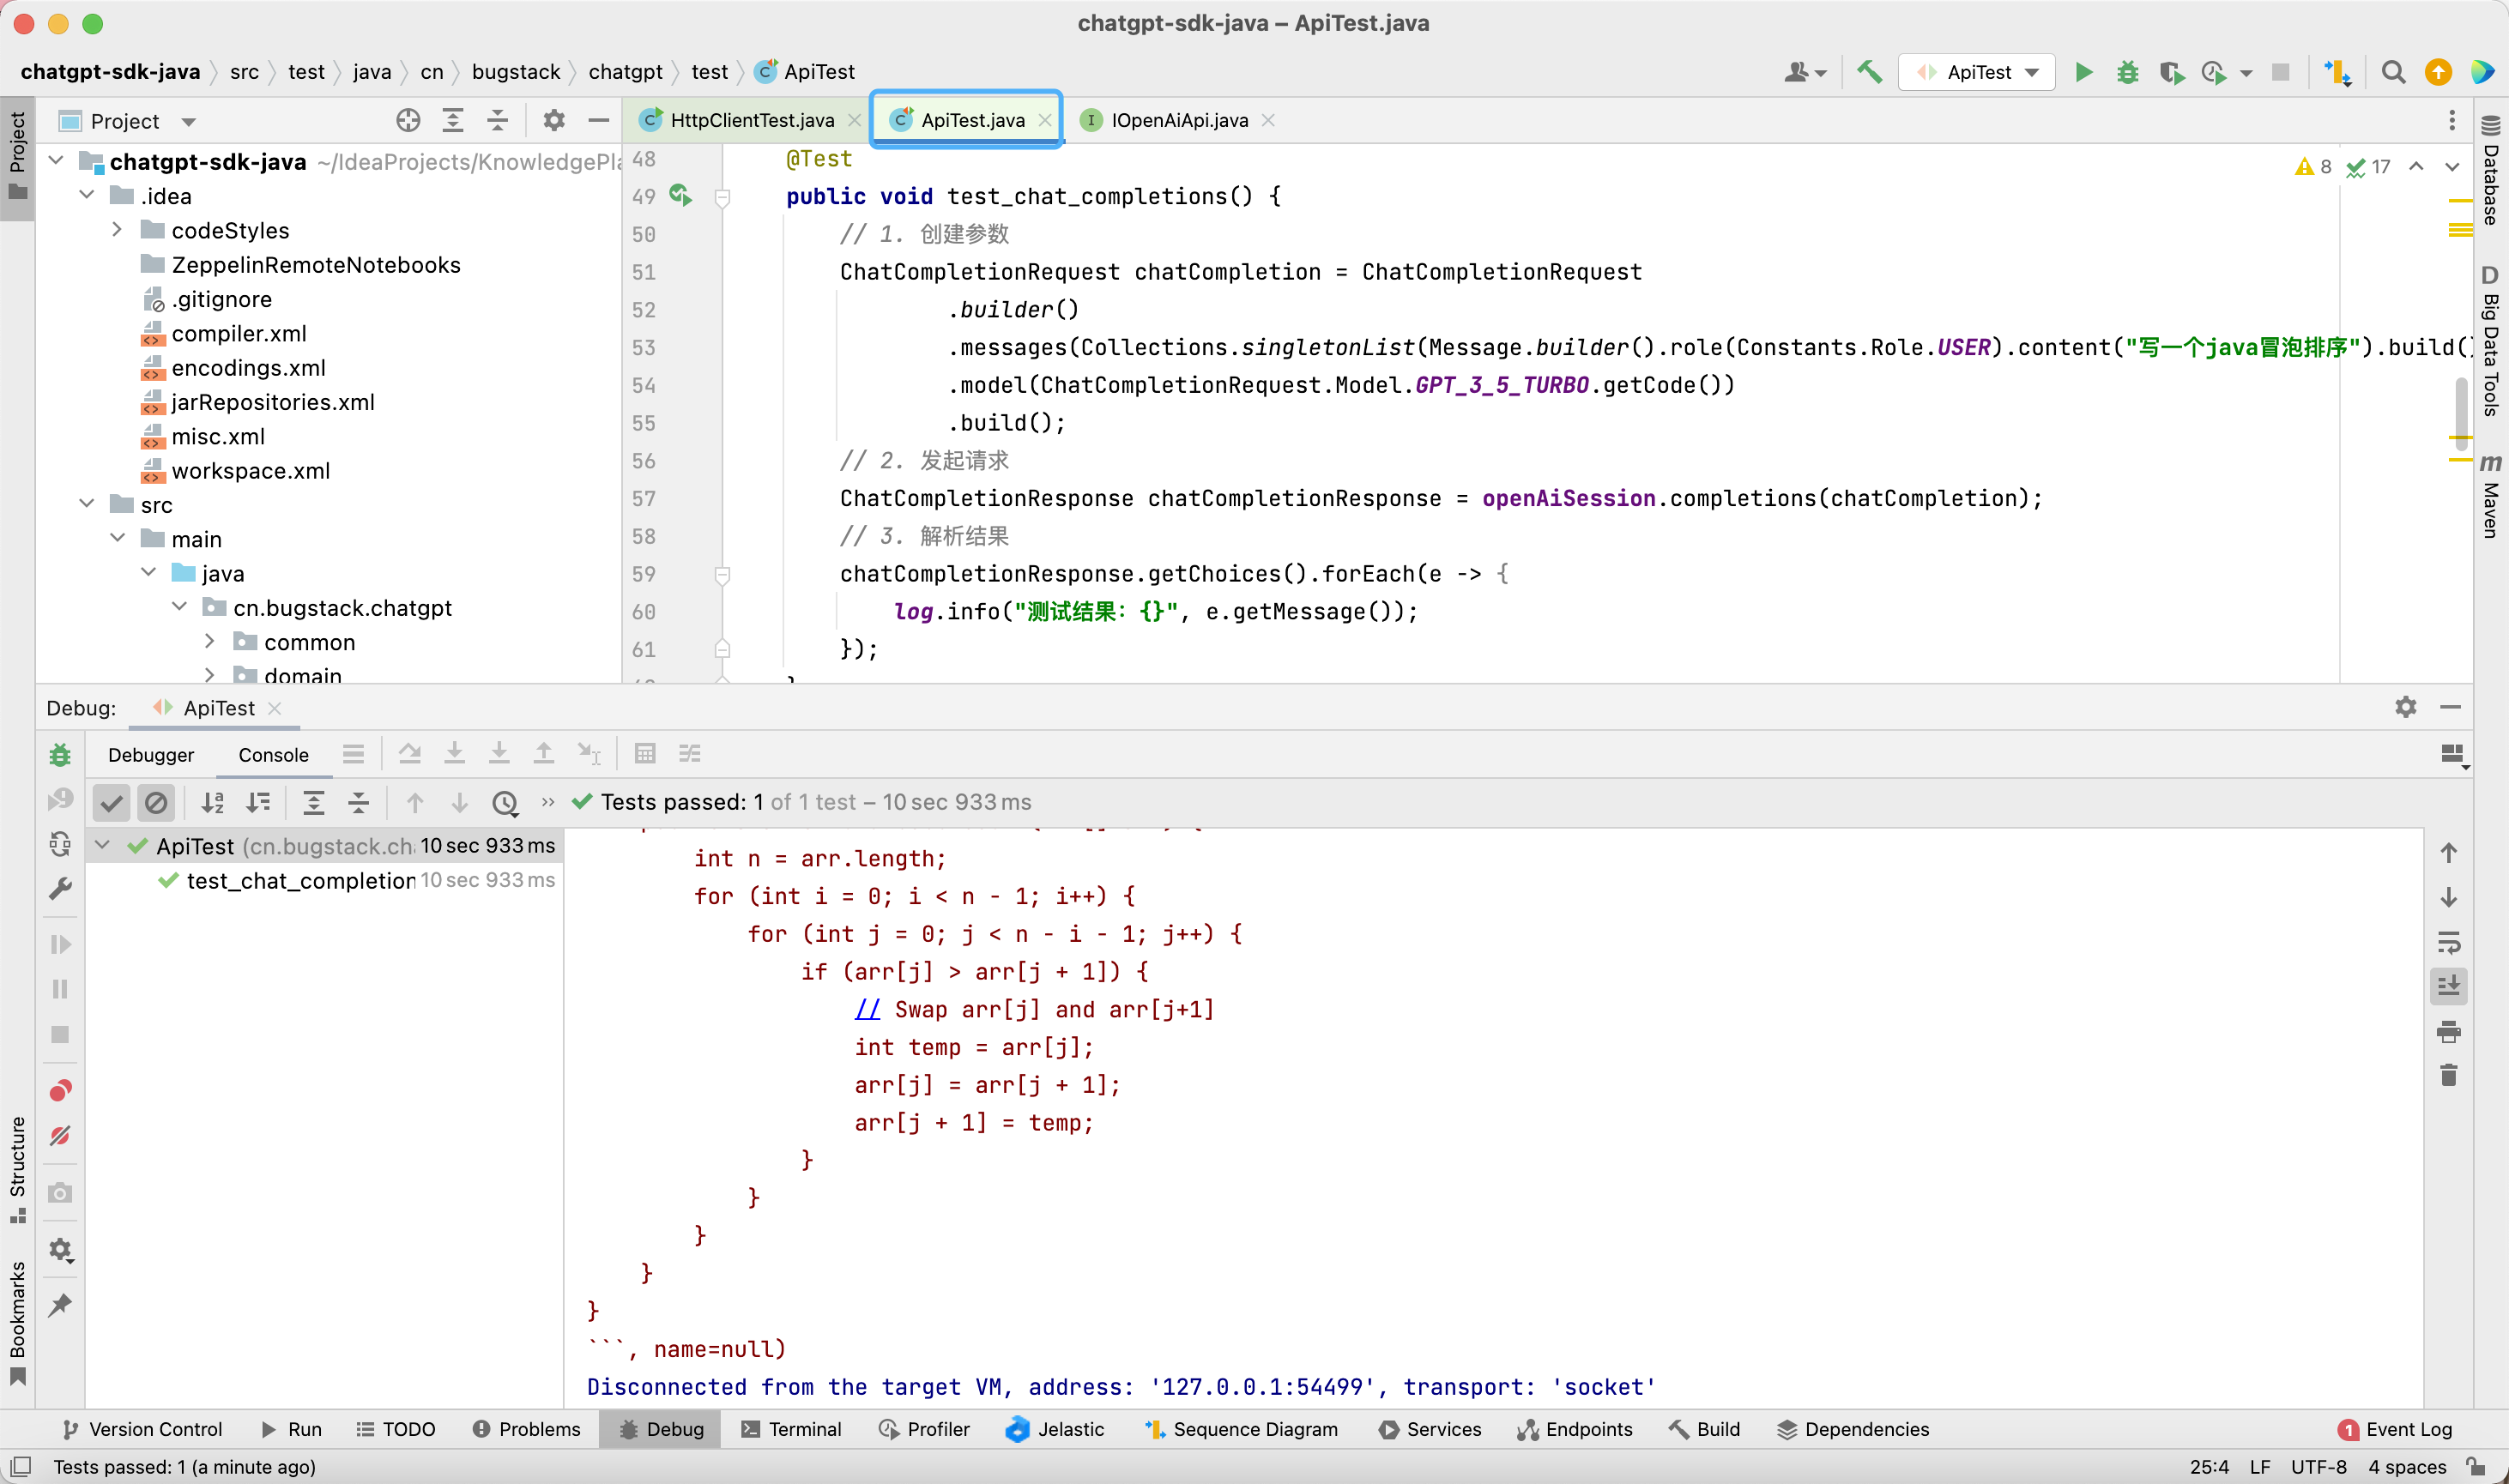 chatgpt-sdk-java – ApiTest.java
chatgpt-sdk-java src test java cn bugstack chatgpt test ApiTest
ApiTest
Project
HttpClientTest.java ApiTest.java IOpenAiApi.java
Project
chatgpt-sdk-java ~/IdeaProjects/KnowledgePla
.idea
codeStyles
ZeppelinRemoteNotebooks
.gitignore
compiler.xml
encodings.xml
jarRepositories.xml
misc.xml
workspace.xml
src
main
java
cn.bugstack.chatgpt
common
domain
8 17
48 @Test
49 public void test_chat_completions() {
50 // 1. 创建参数
51 ChatCompletionRequest chatCompletion = ChatCompletionRequest
52 .builder()
53 .messages(Collections.singletonList(Message.builder().role(Constants.Role.USER).content("写一个java冒泡排序").build()
54 .model(ChatCompletionRequest.Model.GPT_3_5_TURBO.getCode())
55 .build();
56 // 2. 发起请求
57 ChatCompletionResponse chatCompletionResponse = openAiSession.completions(chatCompletion);
58 // 3. 解析结果
59 chatCompletionResponse.getChoices().forEach(e -> {
60 log.info("测试结果：{}", e.getMessage());
61 });
Database
D Big Data Tools
m Maven
Debug: ApiTest
Debugger Console
Tests passed: 1 of 1 test – 10 sec 933 ms
ApiTest (cn.bugstack.ch 10 sec 933 ms
test_chat_completion 10 sec 933 ms
int n = arr.length;
for (int i = 0; i < n - 1; i++) {
for (int j = 0; j < n - i - 1; j++) {
if (arr[j] > arr[j + 1]) {
// Swap arr[j] and arr[j+1]
int temp = arr[j];
arr[j] = arr[j + 1];
arr[j + 1] = temp;
}
}
}
}
}
```, name=null)
Disconnected from the target VM, address: '127.0.0.1:54499', transport: 'socket'
Structure
Bookmarks
Version Control Run TODO Problems Debug Terminal Profiler Jelastic Sequence Diagram Services Endpoints Build Dependencies 1 Event Log
Tests passed: 1 (a minute ago) 25:4 LF UTF-8 4 spaces